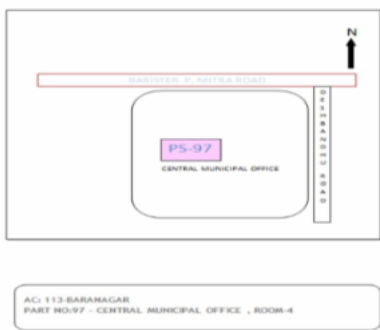 N
BARISTER P. MITRA ROAD
DESHBANDHU ROAD
PS-97
CENTRAL MUNICIPAL OFFICE
AC: 113-BARANAGAR
PART NO:97 - CENTRAL MUNICIPAL OFFICE , ROOM-4